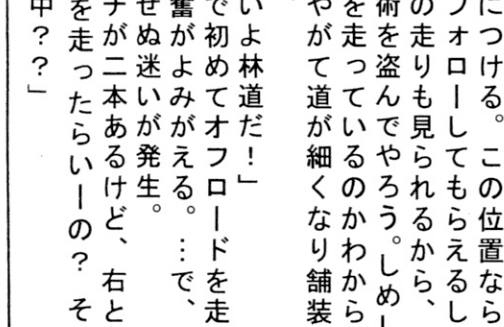 につける。この位置なら
フォローしてもらえるし
の走りも見られるから、
術を盗んでやろう。しめし
を走っているのかわから
やがて道が細くなり舗装
いよ林道だ！」
で初めてオフロードを走
奮がよみがえる。…で、
せぬ迷いが発生。
チが二本あるけど、右と
を走ったらいーの？　そ
中？？」